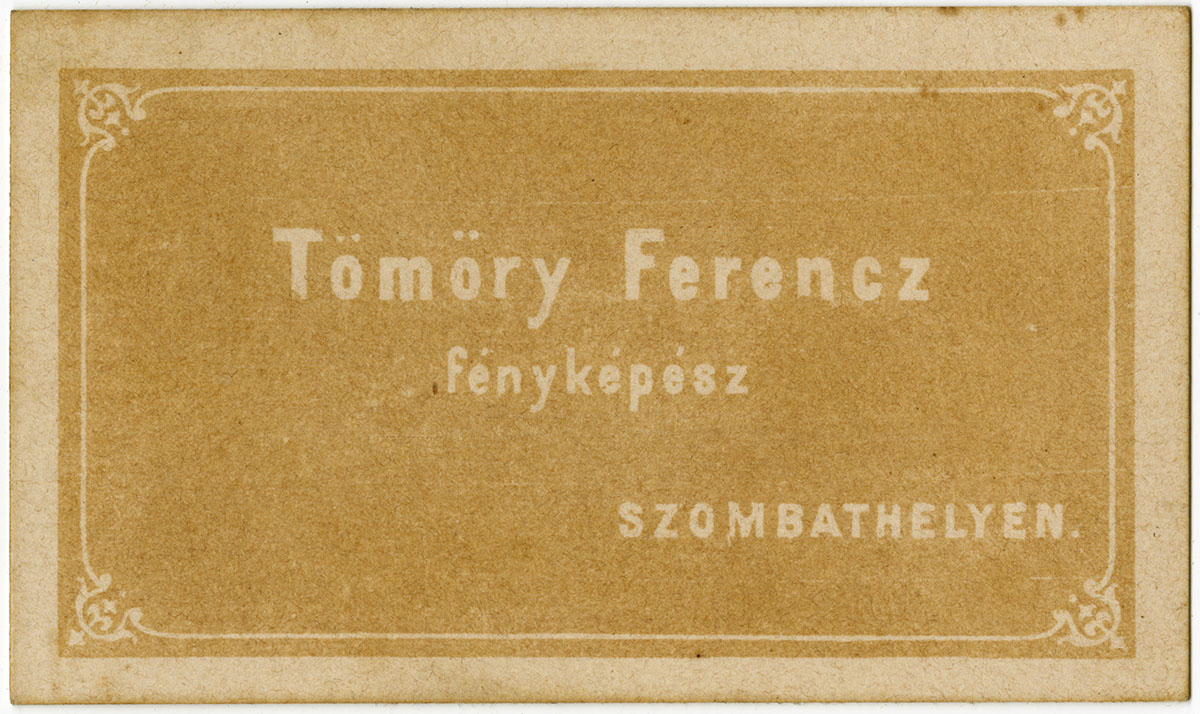 Tömöry Ferencz
fényképész
SZOMBATHELYEN.